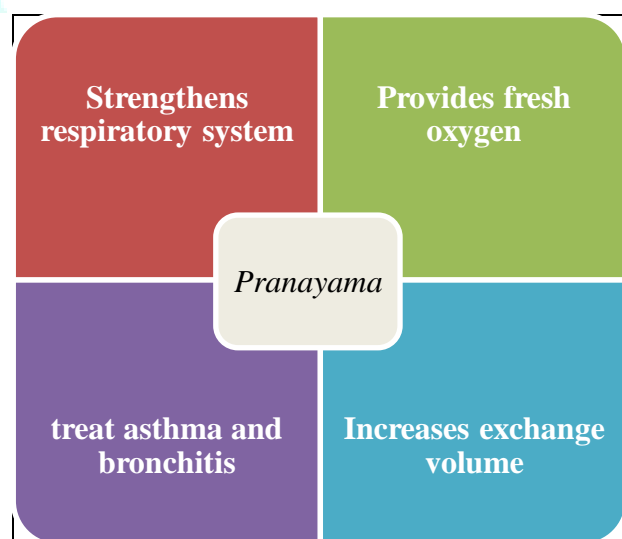 Strengthens
respiratory system
Provides fresh
oxygen
Pranayama
treat asthma and
bronchitis
Increases exchange
volume